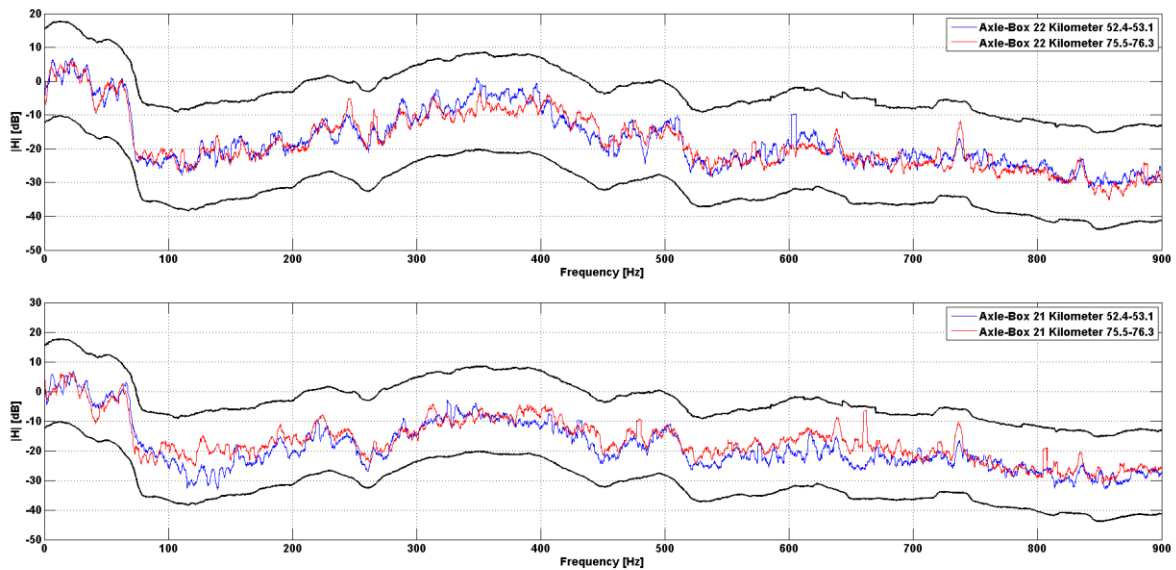 20
10
0
-10
-20
-30
-40
-50
|H| [dB]
Axle-Box 22 Kilometer 52.4-53.1
Axle-Box 22 Kilometer 75.5-76.3
0 100 200 300 400 500 600 700 800 900
Frequency [Hz]
30
20
10
0
-10
-20
-30
-40
-50
|H| [dB]
Axle-Box 21 Kilometer 52.4-53.1
Axle-Box 21 Kilometer 75.5-76.3
0 100 200 300 400 500 600 700 800 900
Frequency [Hz]